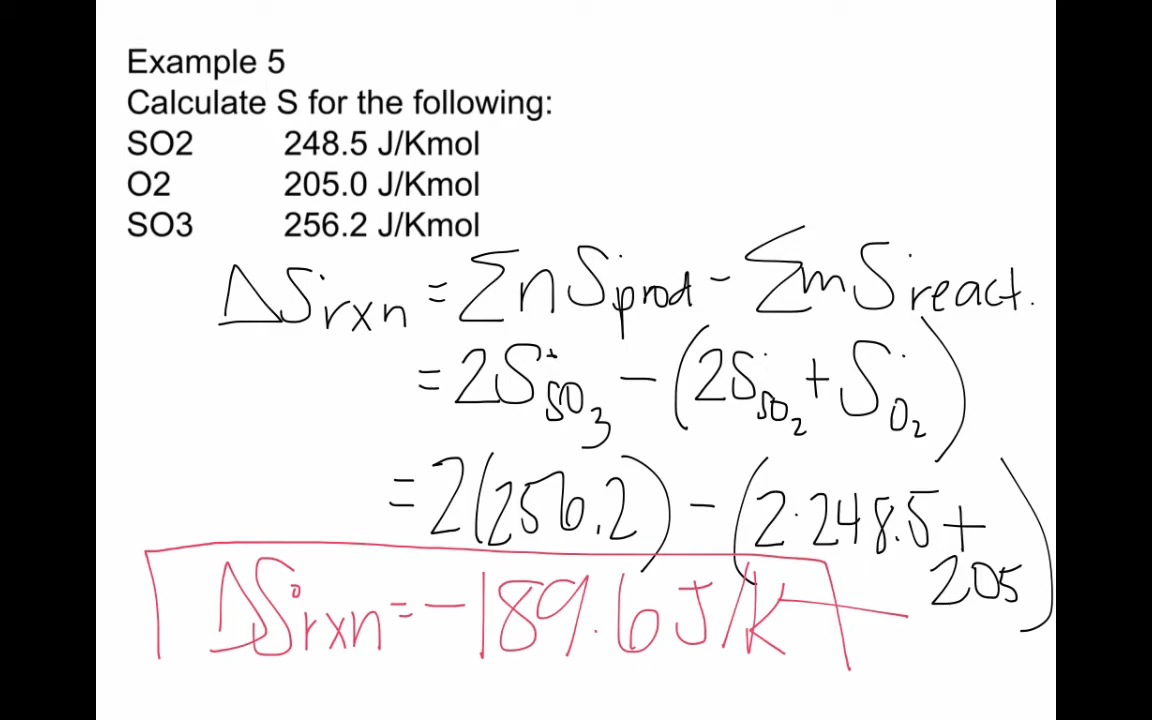 Example 5
Calculate S for the following:
SO2 248.5 J/Kmol
O2 205.0 J/Kmol
SO3 256.2 J/Kmol
ΔS°rxn = ΣnS°prod - ΣmS°react.
= 2S°SO3 - (2S°SO2 + S°O2)
= 2(256.2) - (2·248.5 + 205)
ΔS°rxn = -189.6 J/K